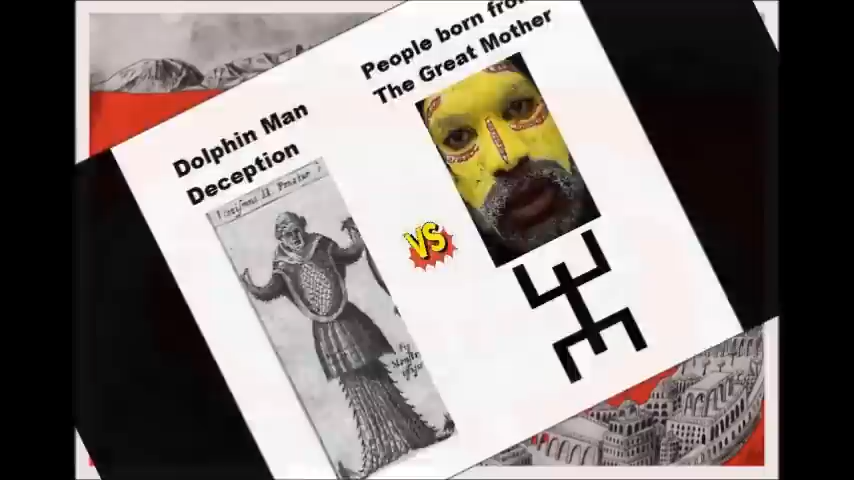 People born fro
The Great Mother
Dolphin Man
Deception
VS